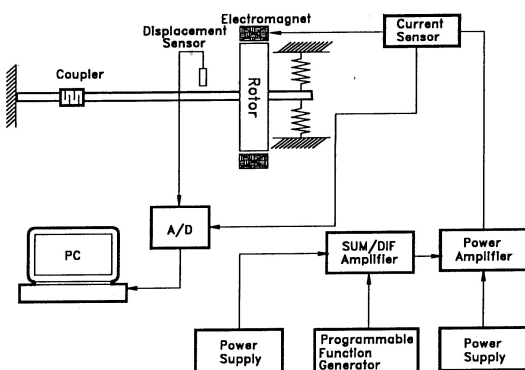 Electromagnet
Displacement
Sensor
Current
Sensor
Coupler
Rotor
A/D
PC
SUM/DIF
Amplifier
Power
Amplifier
Power
Supply
Programmable
Function
Generator
Power
Supply